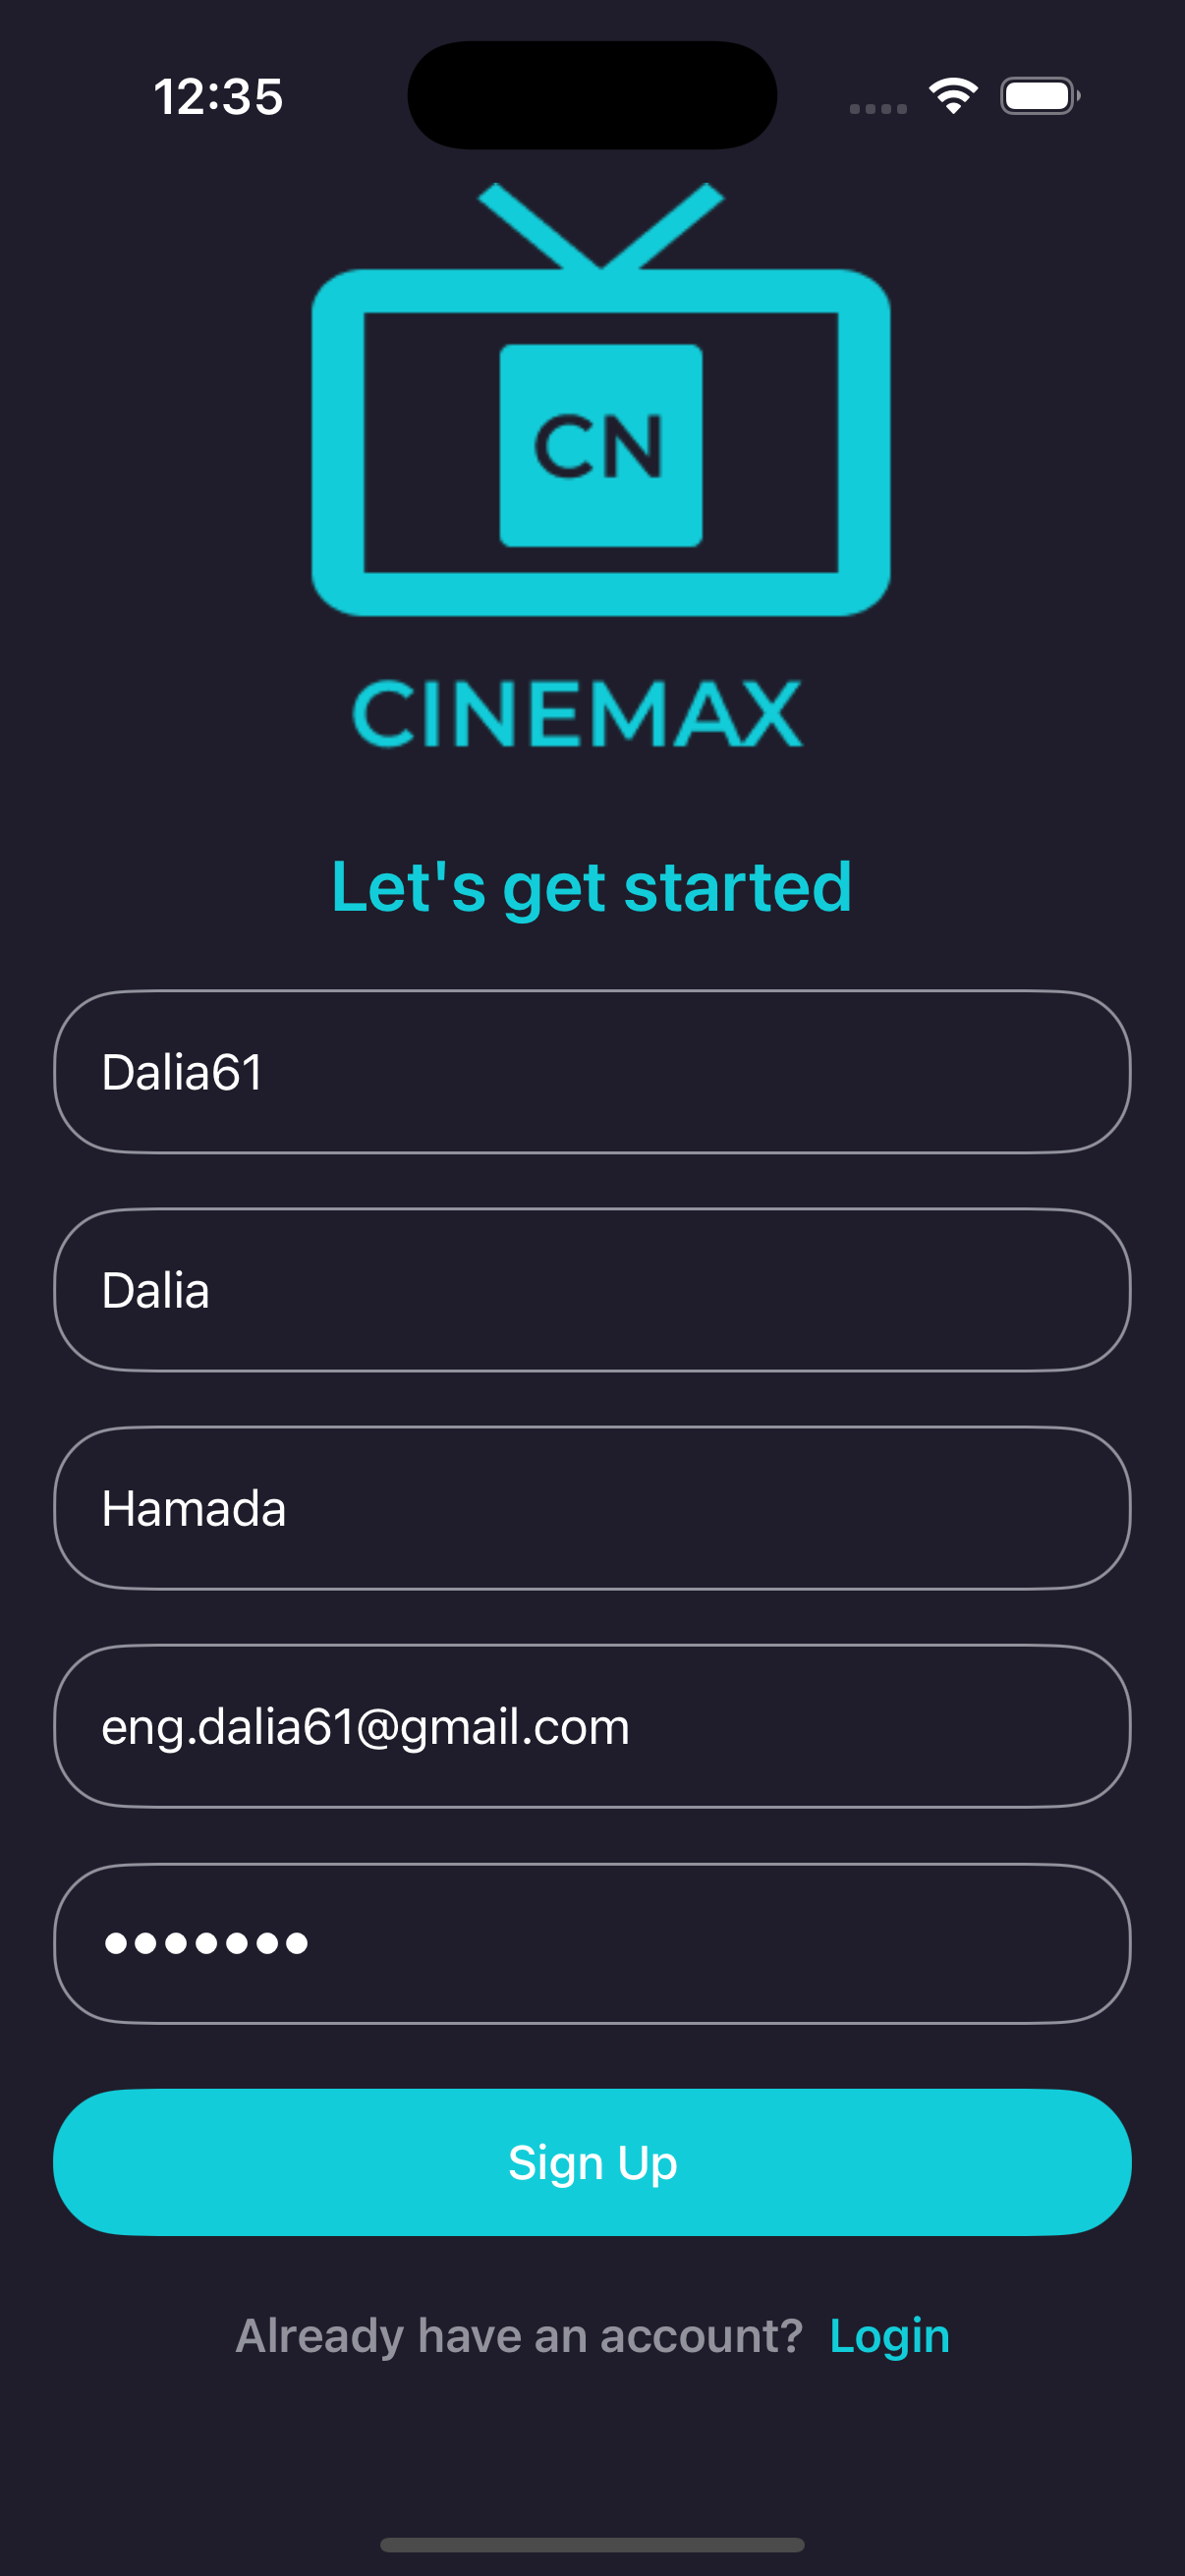 12:35
CN
CINEMAX
Let's get started
Dalia61
Dalia
Hamada
eng.dalia61@gmail.com
•••••••
Sign Up
Already have an account? Login